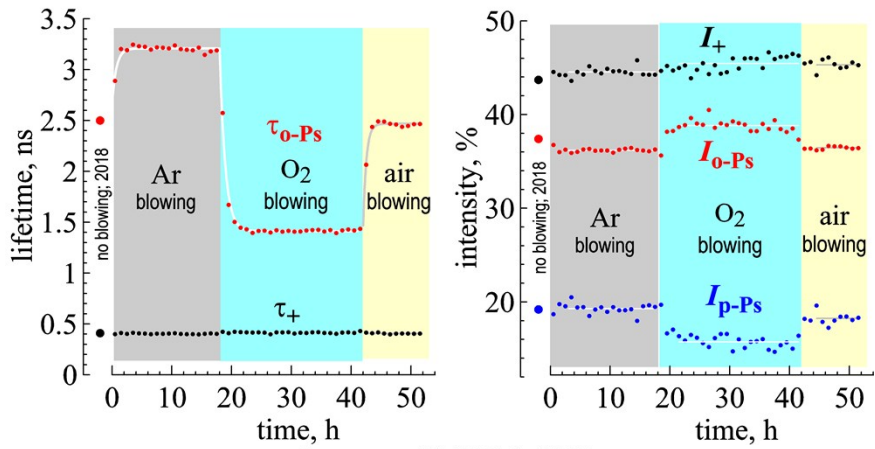 3.5
3
2.5
2
1.5
1
0.5
0
lifetime, ns
no blowing; 2018
Ar
blowing
τo-Ps
O2
blowing
air
blowing
τ+
0 10 20 30 40 50
time, h
50
40
30
20
intensity, %
no blowing; 2018
I+
Io-Ps
Ar
blowing
O2
blowing
air
blowing
Ip-Ps
0 10 20 30 40 50
time, h